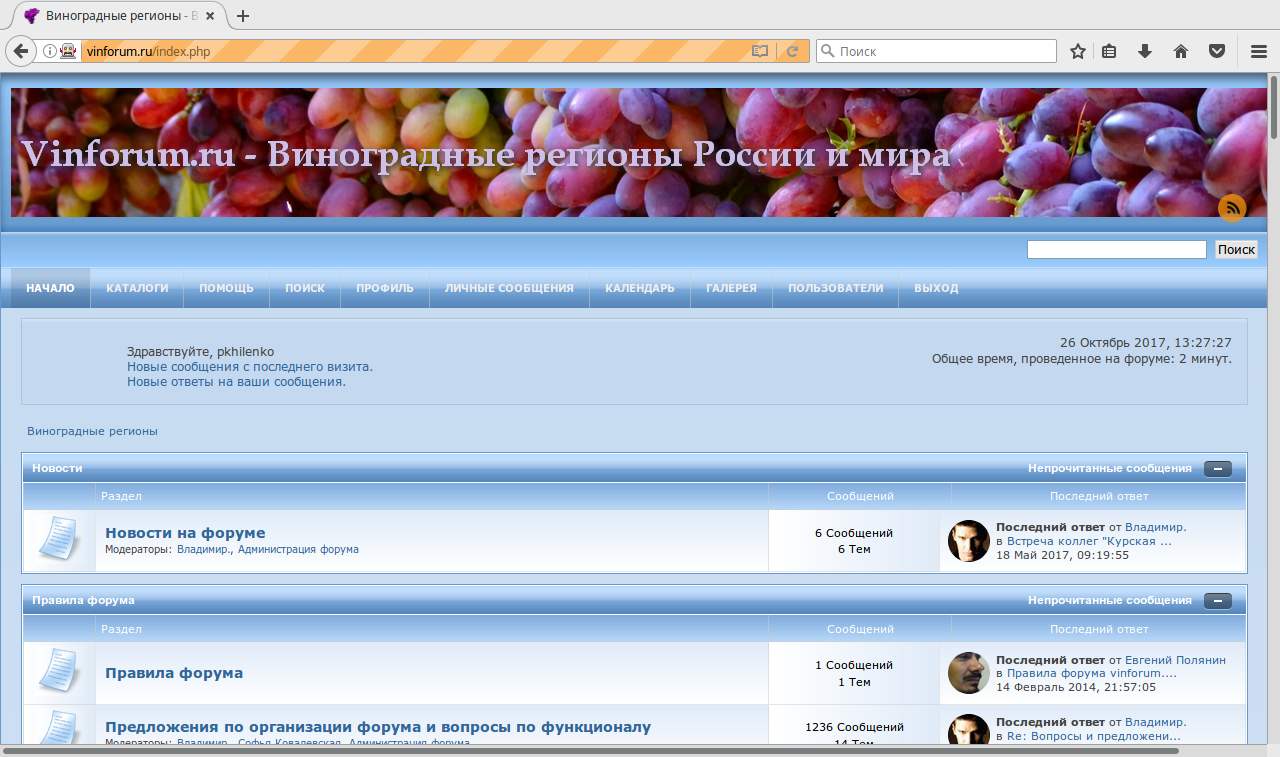 Виноградные регионы - В
vinforum.ru/index.php
Поиск
Vinforum.ru - Виноградные регионы России и мира
Поиск
НАЧАЛО КАТАЛОГИ ПОМОЩЬ ПОИСК ПРОФИЛЬ ЛИЧНЫЕ СООБЩЕНИЯ КАЛЕНДАРЬ ГАЛЕРЕЯ ПОЛЬЗОВАТЕЛИ ВЫХОД
Здравствуйте, pkhilenko
Новые сообщения с последнего визита.
Новые ответы на ваши сообщения.
26 Октябрь 2017, 13:27:27
Общее время, проведенное на форуме: 2 минут.
Виноградные регионы
Новости Непрочитанные сообщения
Раздел Сообщений Последний ответ
Новости на форуме
Модераторы: Владимир., Администрация форума
6 Сообщений
6 Тем
Последний ответ от Владимир.
в Встреча коллег "Курская ...
18 Май 2017, 09:19:55
Правила форума Непрочитанные сообщения
Раздел Сообщений Последний ответ
Правила форума
1 Сообщений
1 Тем
Последний ответ от Евгений Полянин
в Правила форума vinforum....
14 Февраль 2014, 21:57:05
Предложения по организации форума и вопросы по функционалу
Модераторы: Владимир., Софья Ковалевская, Администрация форума
1236 Сообщений
14 Тем
Последний ответ от Владимир.
в Re: Вопросы и предложени...